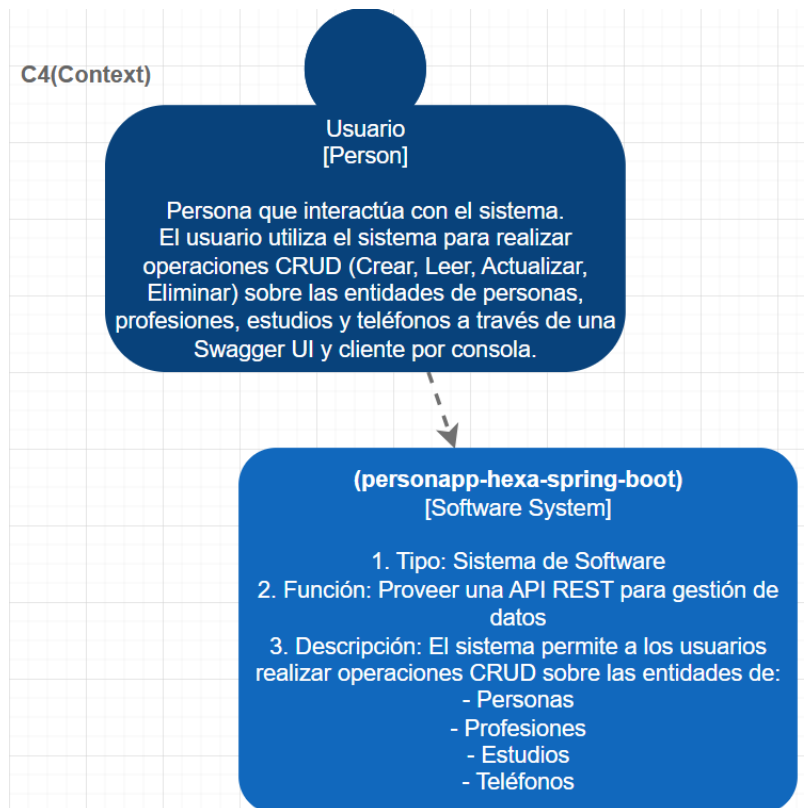 C4(Context)
Usuario
[Person]
Persona que interactúa con el sistema.
El usuario utiliza el sistema para realizar
operaciones CRUD (Crear, Leer, Actualizar,
Eliminar) sobre las entidades de personas,
profesiones, estudios y teléfonos a través de una
Swagger UI y cliente por consola.
(personapp-hexa-spring-boot)
[Software System]
1. Tipo: Sistema de Software
2. Función: Proveer una API REST para gestión de
datos
3. Descripción: El sistema permite a los usuarios
realizar operaciones CRUD sobre las entidades de:
- Personas
- Profesiones
- Estudios
- Teléfonos